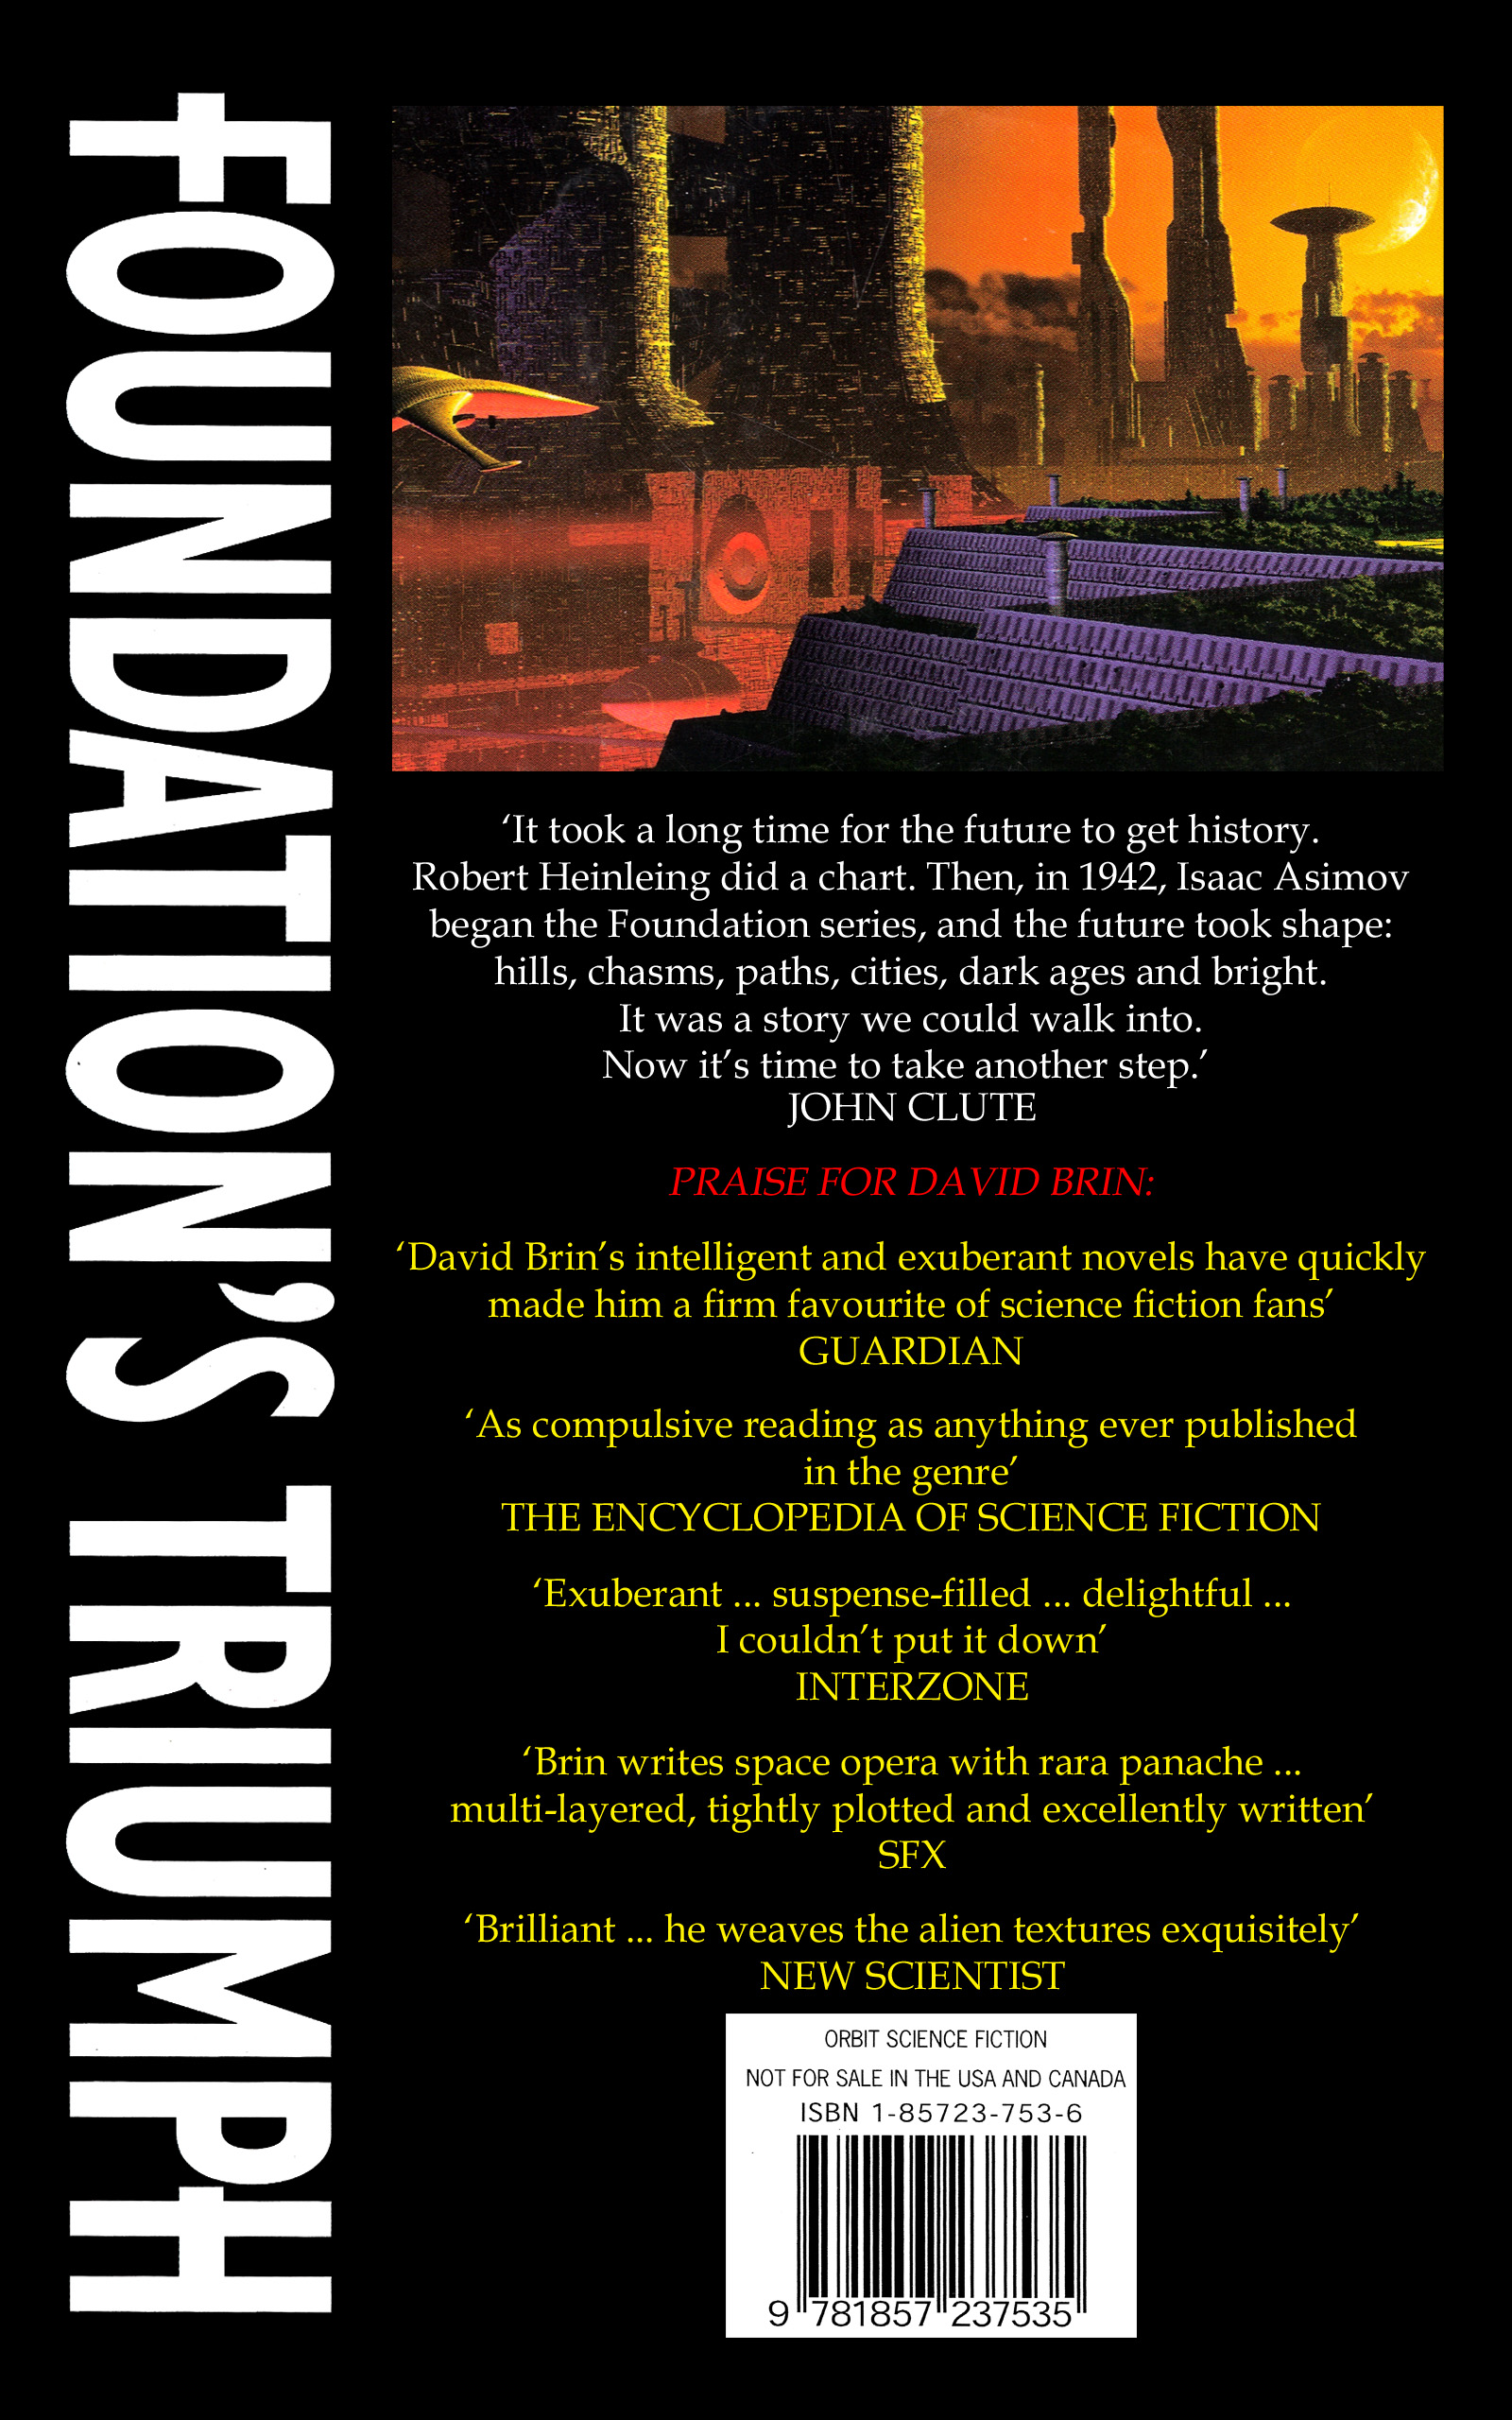 FOUNDATION'S TRIUMPH
‘It took a long time for the future to get history.
Robert Heinleing did a chart. Then, in 1942, Isaac Asimov
began the Foundation series, and the future took shape:
hills, chasms, paths, cities, dark ages and bright.
It was a story we could walk into.
Now it’s time to take another step.’
JOHN CLUTE
PRAISE FOR DAVID BRIN:
‘David Brin’s intelligent and exuberant novels have quickly
made him a firm favourite of science fiction fans’
GUARDIAN
‘As compulsive reading as anything ever published
in the genre’
THE ENCYCLOPEDIA OF SCIENCE FICTION
‘Exuberant ... suspense-filled ... delightful ...
I couldn’t put it down’
INTERZONE
‘Brin writes space opera with rara panache ...
multi-layered, tightly plotted and excellently written’
SFX
‘Brilliant ... he weaves the alien textures exquisitely’
NEW SCIENTIST
ORBIT SCIENCE FICTION
NOT FOR SALE IN THE USA AND CANADA
ISBN 1-85723-753-6
9 781857 237535